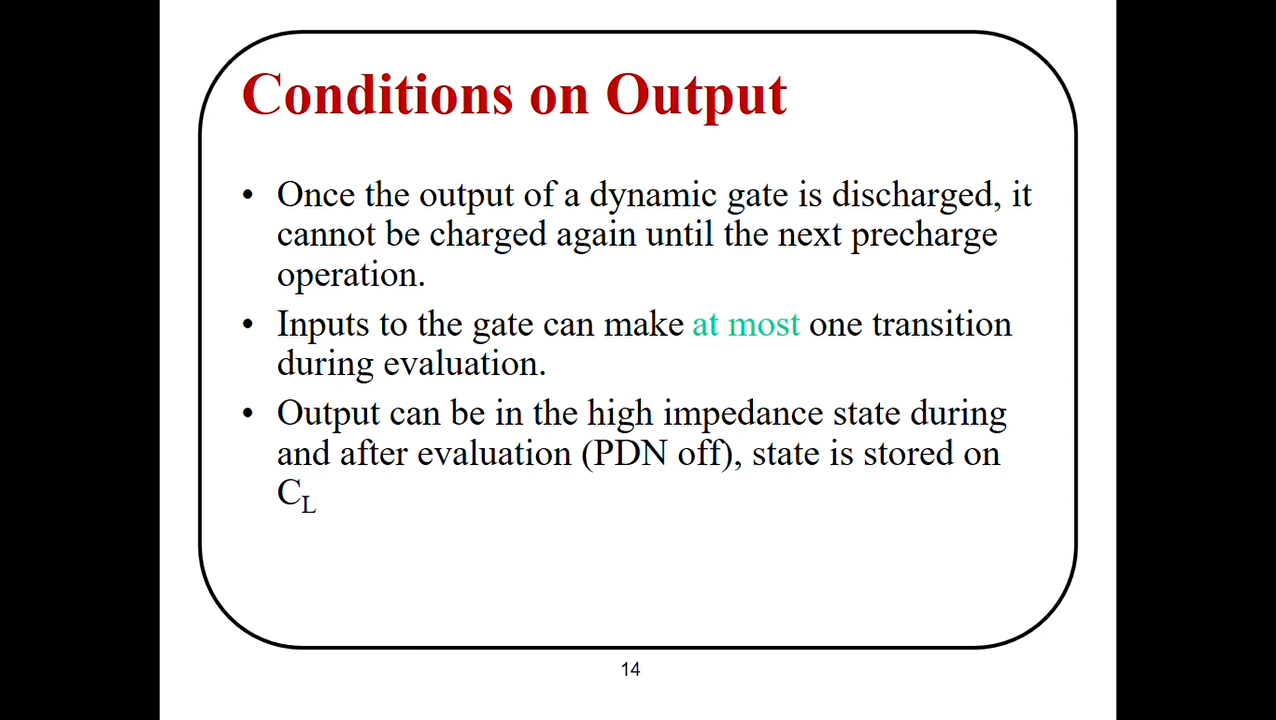 Conditions on Output
• Once the output of a dynamic gate is discharged, it
cannot be charged again until the next precharge
operation.
• Inputs to the gate can make at most one transition
during evaluation.
• Output can be in the high impedance state during
and after evaluation (PDN off), state is stored on
C_L
14